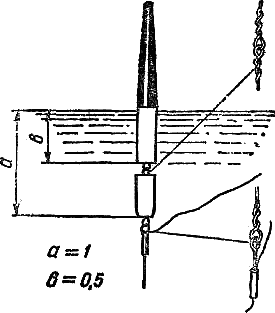 в
a
a = 1
в = 0,5